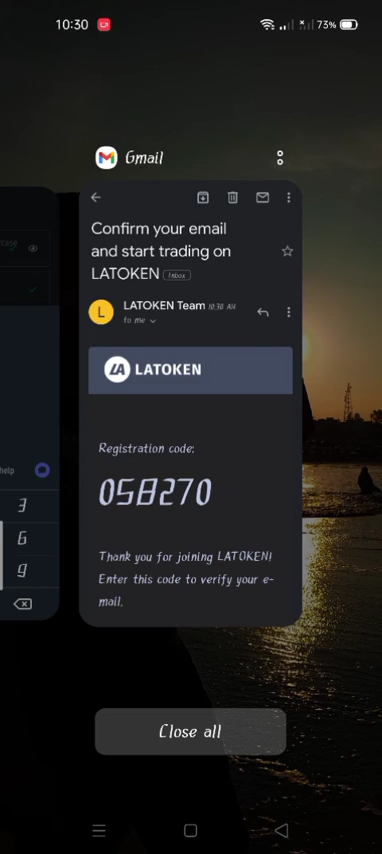 10:30
73%
Gmail
Confirm your email
and start trading on
LATOKEN Inbox
L
LATOKEN Team 10:30 AM
to me
LA LATOKEN
Registration code:
058270
Thank you for joining LATOKEN!
Enter this code to verify your e-
mail.
help
3
6
9
Close all